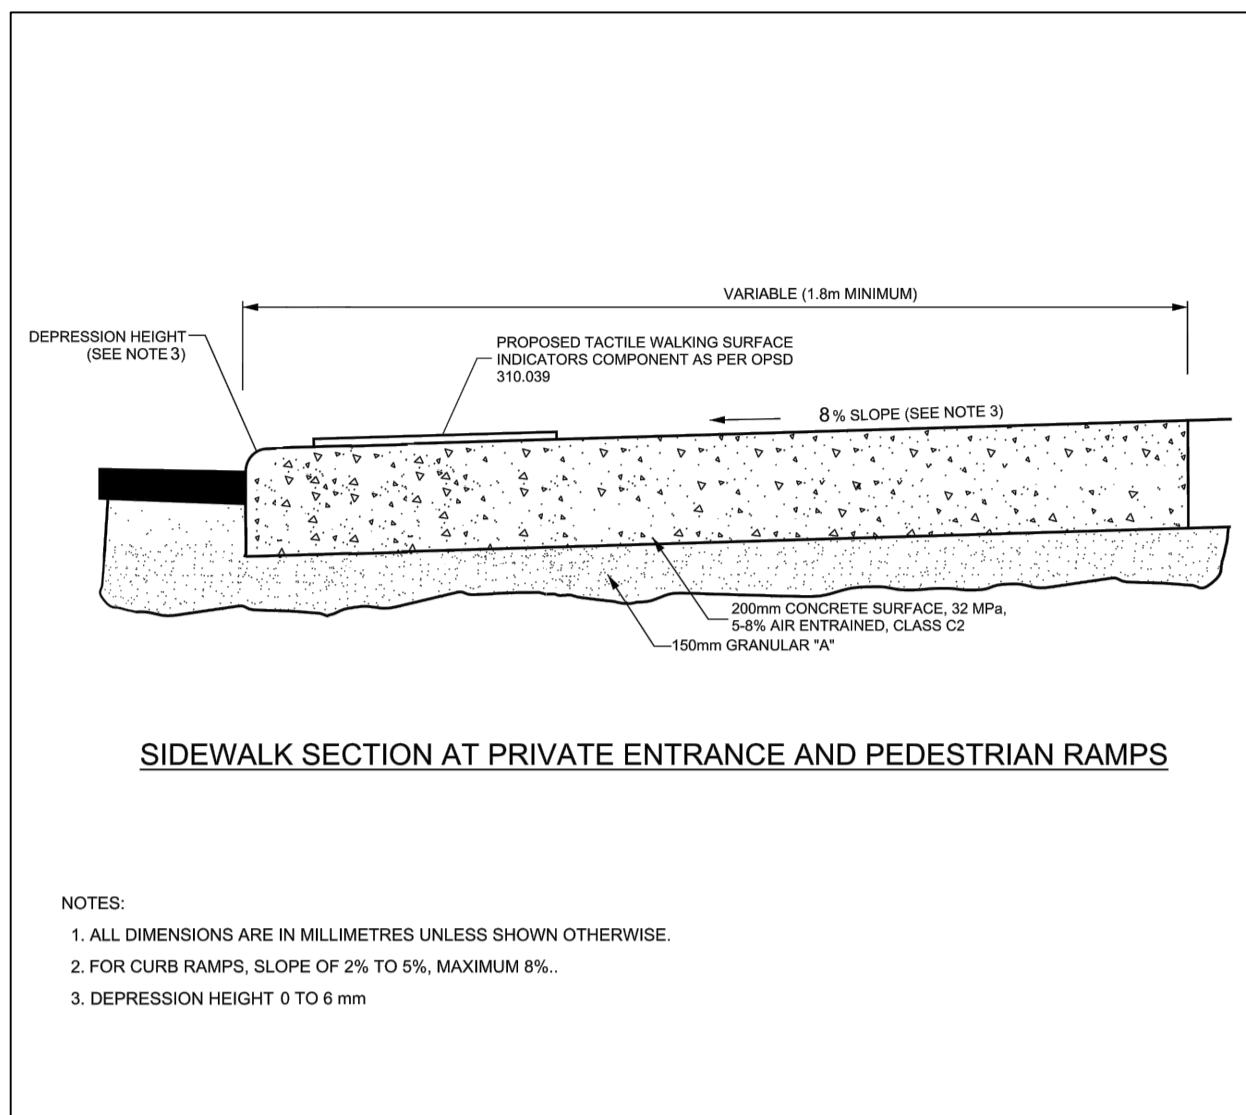 VARIABLE (1.8m MINIMUM)
DEPRESSION HEIGHT
(SEE NOTE 3)
PROPOSED TACTILE WALKING SURFACE
INDICATORS COMPONENT AS PER OPSD
310.039
8% SLOPE (SEE NOTE 3)
200mm CONCRETE SURFACE, 32 MPa,
5-8% AIR ENTRAINED, CLASS C2
150mm GRANULAR "A"
SIDEWALK SECTION AT PRIVATE ENTRANCE AND PEDESTRIAN RAMPS
NOTES:
1. ALL DIMENSIONS ARE IN MILLIMETRES UNLESS SHOWN OTHERWISE.
2. FOR CURB RAMPS, SLOPE OF 2% TO 5%, MAXIMUM 8%..
3. DEPRESSION HEIGHT 0 TO 6 mm